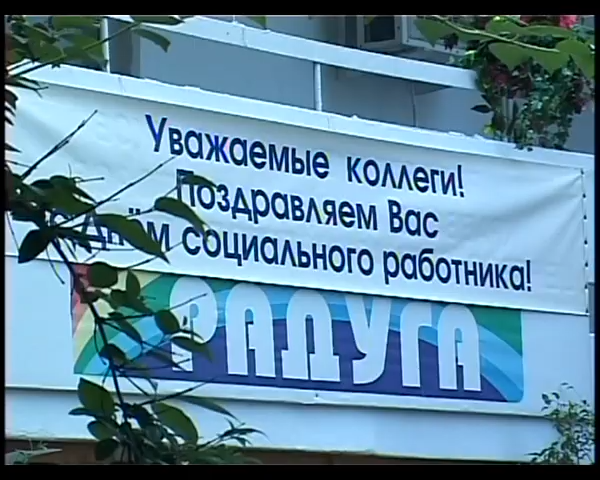 Уважаемые коллеги!
Поздравляем Вас
с Днём социального работника!
РАДУГА